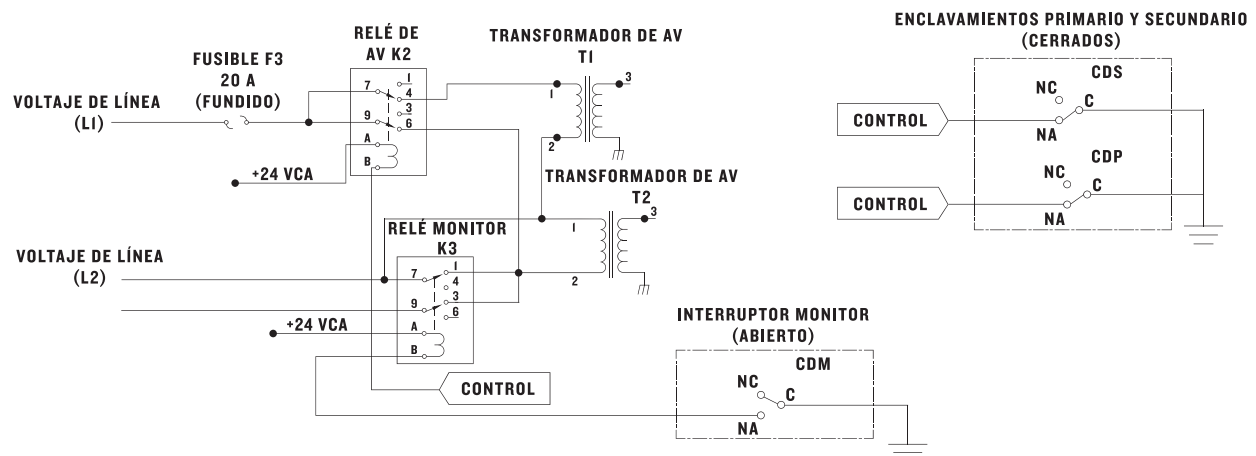 ENCLAVAMIENTOS PRIMARIO Y SECUNDARIO
(CERRADOS)
RELÉ DE
AV K2
TRANSFORMADOR DE AV
T1
FUSIBLE F3
20 A
(FUNDIDO)
VOLTAJE DE LÍNEA
(L1)
7
1
4
3
9
6
A
B
+24 VCA
1
2
3
CDS
NC
C
NA
CONTROL
CDP
NC
C
NA
CONTROL
TRANSFORMADOR DE AV
T2
1
2
3
RELÉ MONITOR
K3
VOLTAJE DE LÍNEA
(L2)
7
1
4
3
9
6
A
B
+24 VCA
CONTROL
INTERRUPTOR MONITOR
(ABIERTO)
CDM
NC
C
NA